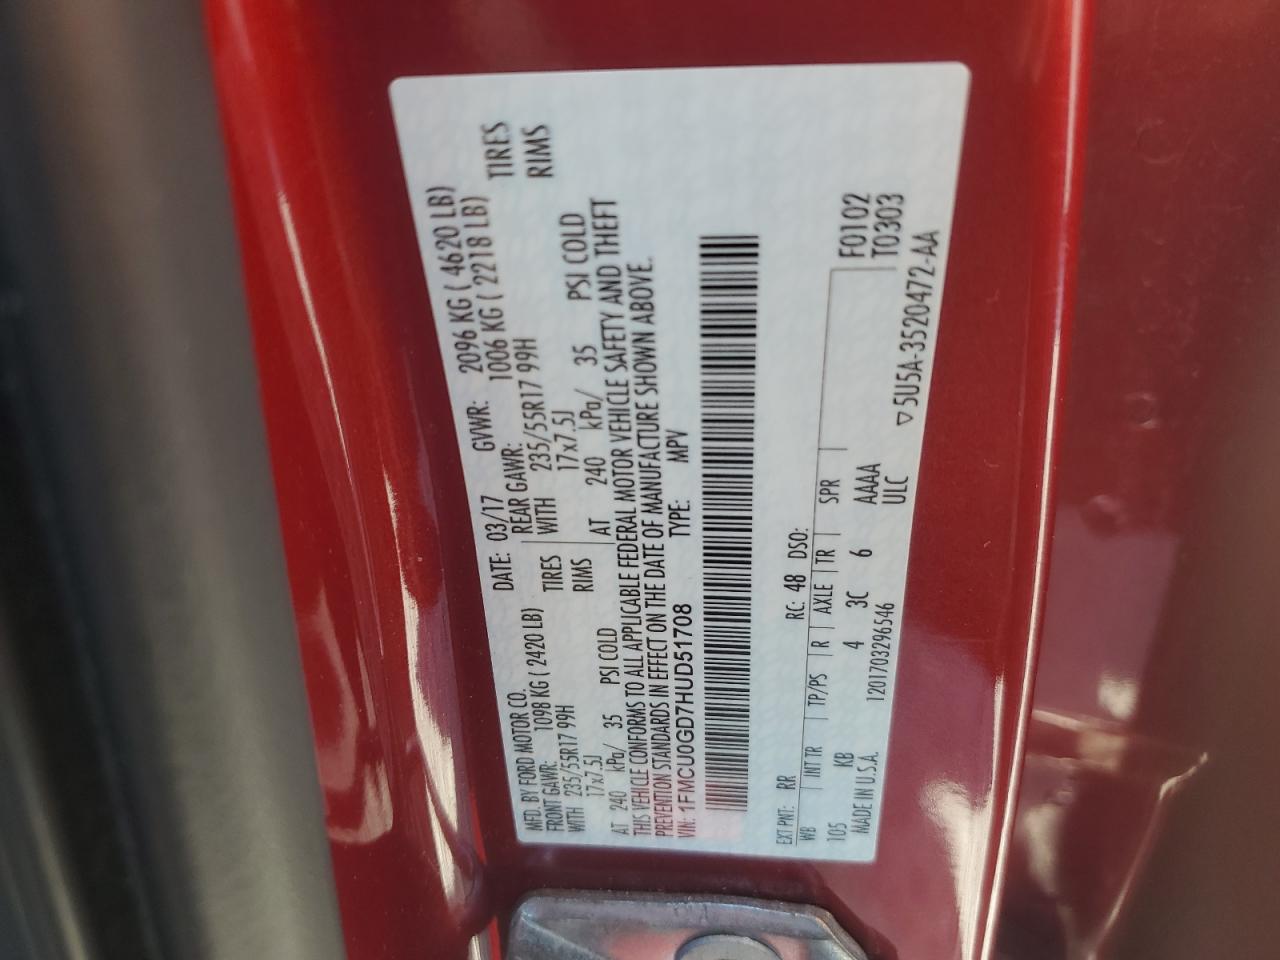 MFD. BY FORD MOTOR CO. DATE: 03/17 GVWR: 2096 KG ( 4620 LB)
FRONT GAWR: 1098 KG ( 2420 LB) REAR GAWR: 1006 KG ( 2218 LB)
WITH 235/55R17 99H TIRES WITH 235/55R17 99H TIRES
17x7.5J RIMS 17x7.5J RIMS
AT 240 kPa/ 35 PSI COLD AT 240 kPa/ 35 PSI COLD
THIS VEHICLE CONFORMS TO ALL APPLICABLE FEDERAL MOTOR VEHICLE SAFETY AND THEFT
PREVENTION STANDARDS IN EFFECT ON THE DATE OF MANUFACTURE SHOWN ABOVE.
VIN: 1FMCU0GD7HUD51708 TYPE: MPV
EXT PNT: RR RC: 48 DSO:
WB INT TR TP/PS R AXLE TR SPR F0102
105 KB 4 3C 6 AAAA T0303
MADE IN U.S.A. 1201703296546 ULC
▽5U5A-3520472-AA